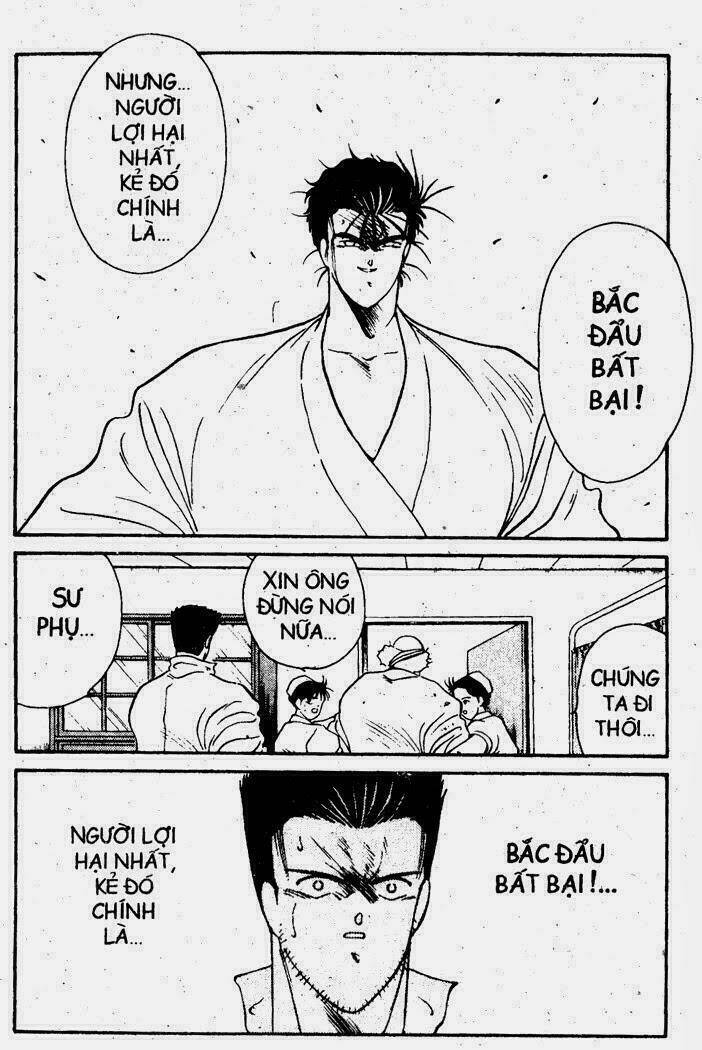 NHƯNG...
NGƯỜI
LỢI HẠI
NHẤT,
KẺ ĐÓ
CHÍNH
LÀ...
BẮC
ĐẨU
BẤT
BẠI!
SƯ
PHỤ...
XIN ÔNG
ĐỪNG NÓI
NỮA...
CHÚNG
TA ĐI
THÔI...
NGƯỜI LỢI
HẠI NHẤT,
KẺ ĐÓ
CHÍNH
LÀ...
BẮC ĐẨU
BẤT BẠI!...